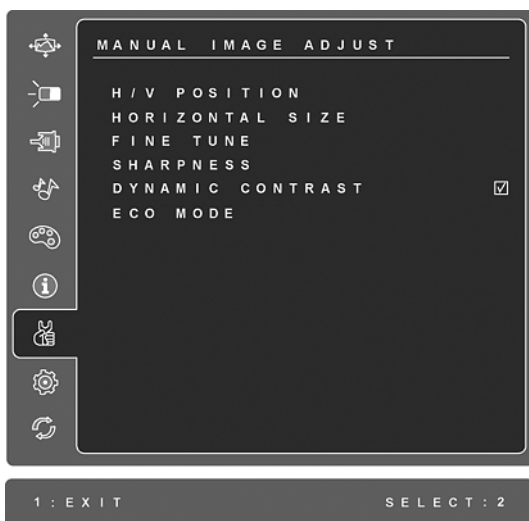 MANUAL IMAGE ADJUST
H/V POSITION
HORIZONTAL SIZE
FINE TUNE
SHARPNESS
DYNAMIC CONTRAST
ECO MODE
1:EXIT SELECT:2